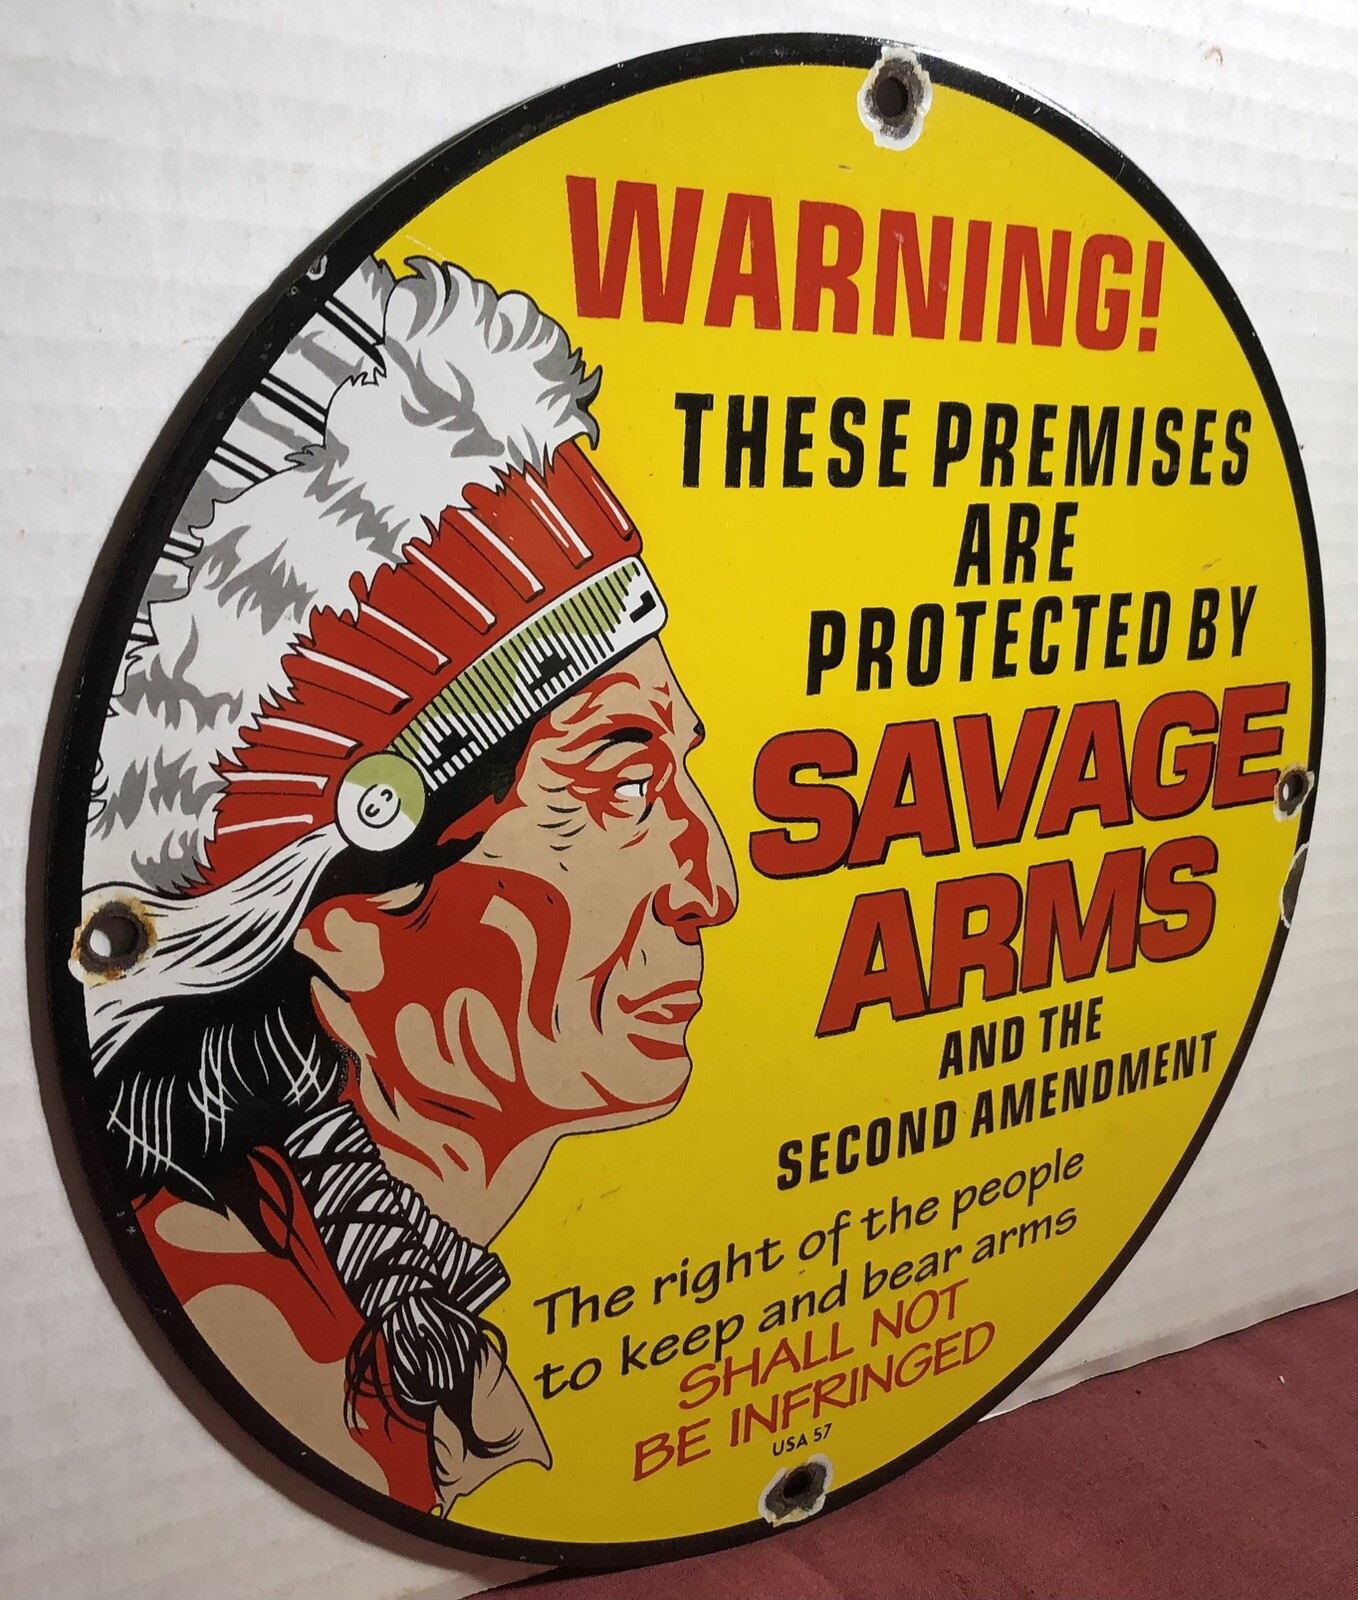 WARNING!
THESE PREMISES
ARE
PROTECTED BY
SAVAGE
ARMS
AND THE
SECOND AMENDMENT
The right of the people
to keep and bear arms
SHALL NOT
BE INFRINGED
USA 57